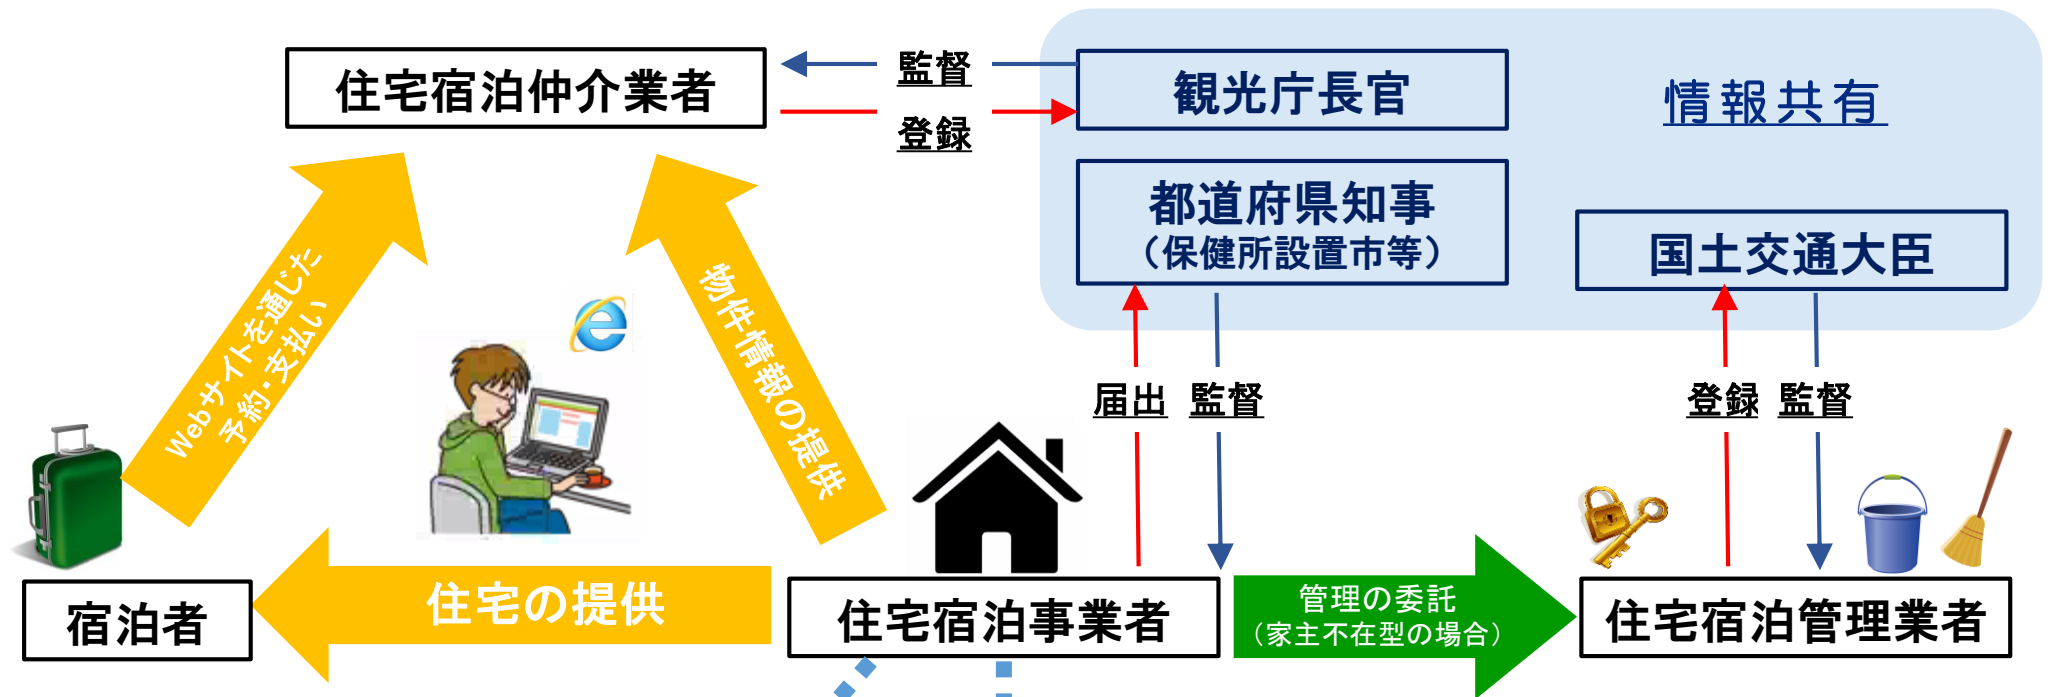 住宅宿泊仲介業者
監督
登録
観光庁長官
情報共有
都道府県知事
（保健所設置市等）
国土交通大臣
Webサイトを通じた
予約・支払い
物件情報の提供
届出
監督
登録
監督
宿泊者
住宅の提供
住宅宿泊事業者
管理の委託
（家主不在型の場合）
住宅宿泊管理業者